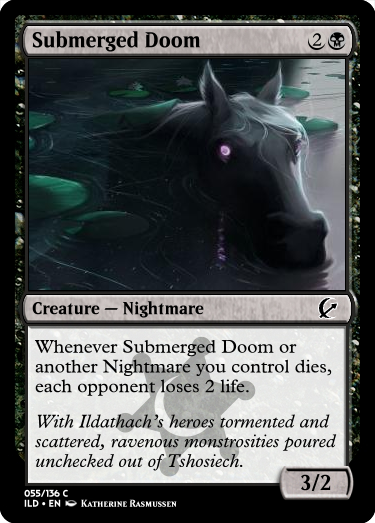 Submerged Doom 2
Creature — Nightmare
Whenever Submerged Doom or
another Nightmare you control dies,
each opponent loses 2 life.
With Ildathach's heroes tormented and
scattered, ravenous monstrosities poured
unchecked out of Tshosiech.
3/2
055/136 C
ILD • EN Katherine Rasmussen